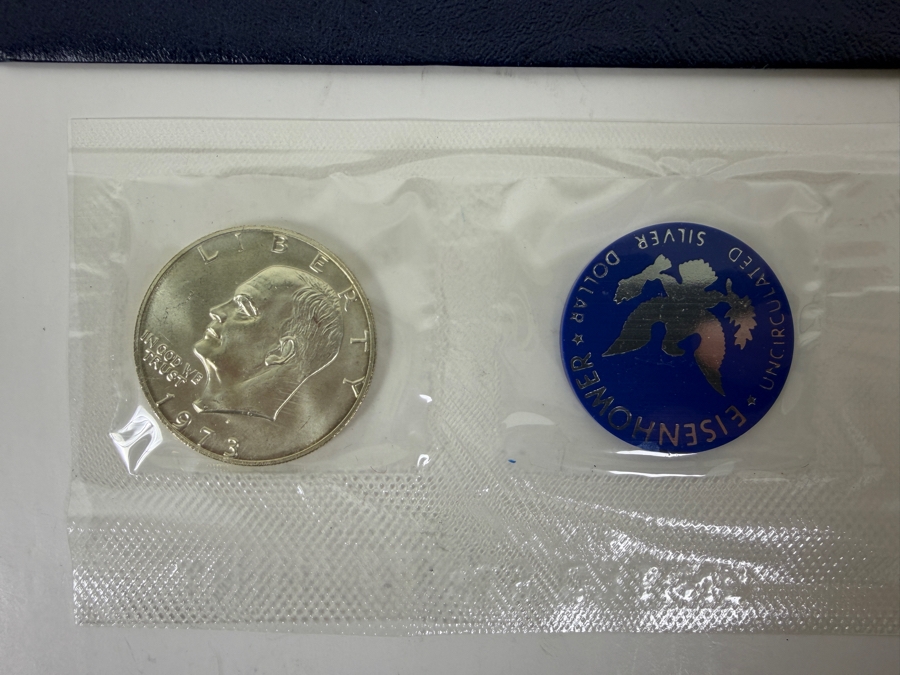 LIBERTY
IN GOD WE
TRUST
1973
EISENHOWER
UNCIRCULATED SILVER DOLLAR